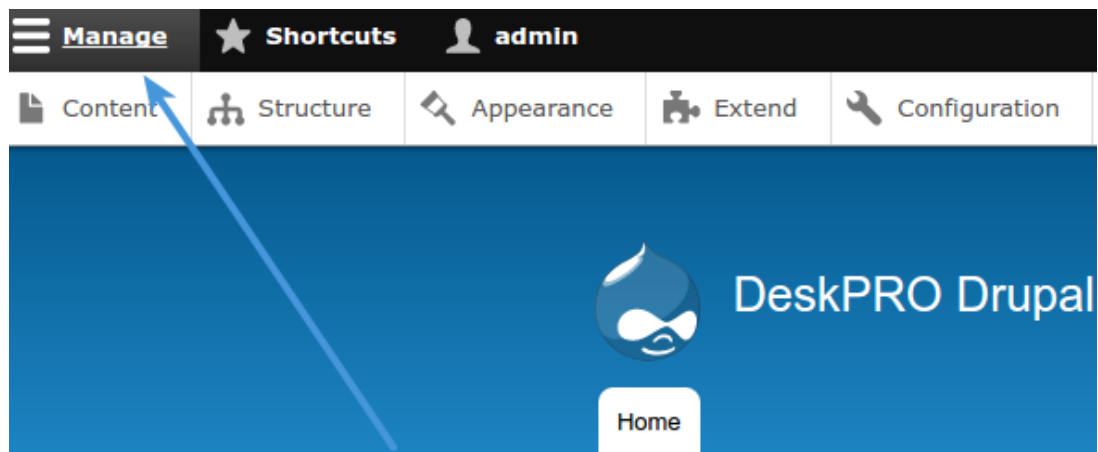 Manage Shortcuts admin
Content Structure Appearance Extend Configuration
DeskPRO Drupal
Home